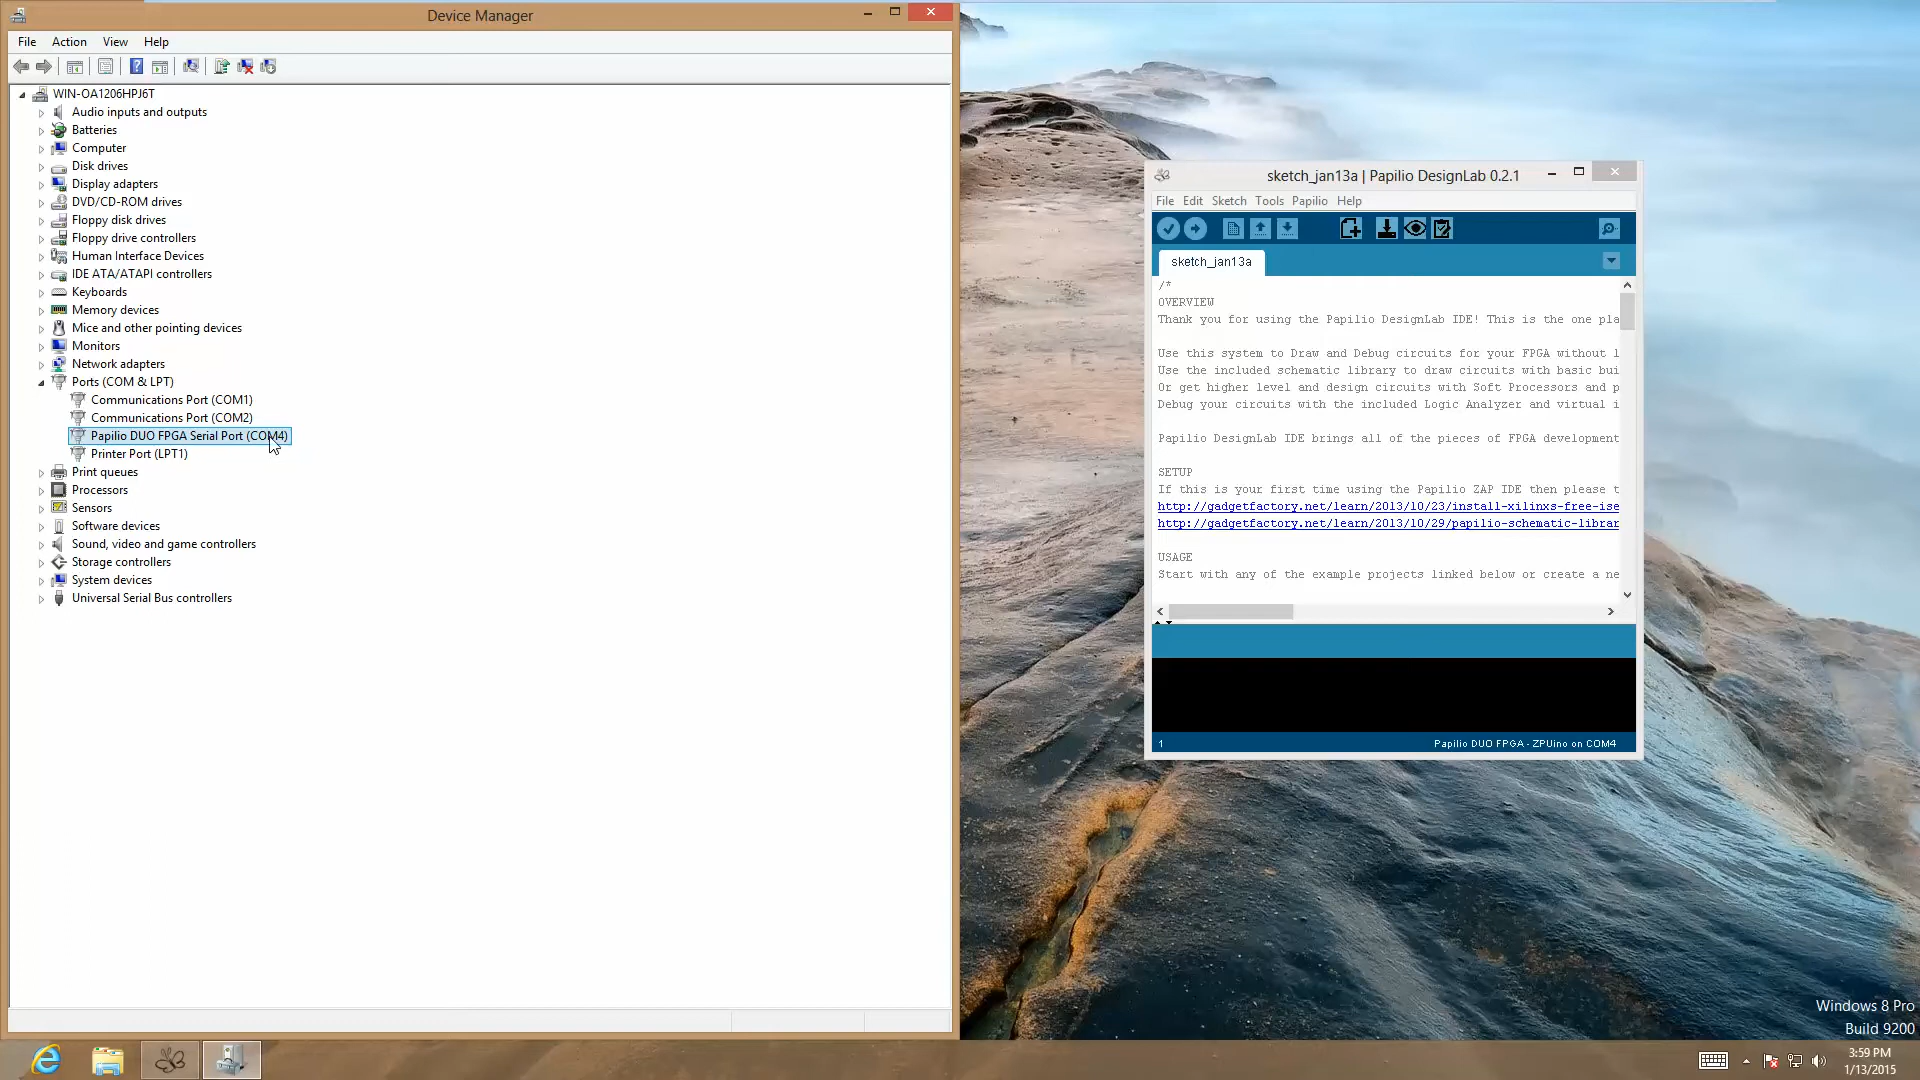 Device Manager
File Action View Help
WIN-OA1206HPJ6T
Audio inputs and outputs
Batteries
Computer
Disk drives
Display adapters
DVD/CD-ROM drives
Floppy disk drives
Floppy drive controllers
Human Interface Devices
IDE ATA/ATAPI controllers
Keyboards
Memory devices
Mice and other pointing devices
Monitors
Network adapters
Ports (COM & LPT)
Communications Port (COM1)
Communications Port (COM2)
Papilio DUO FPGA Serial Port (COM4)
Printer Port (LPT1)
Print queues
Processors
Sensors
Software devices
Sound, video and game controllers
Storage controllers
System devices
Universal Serial Bus controllers
sketch_jan13a | Papilio DesignLab 0.2.1
File Edit Sketch Tools Papilio Help
sketch_jan13a
/*
OVERVIEW
Thank you for using the Papilio DesignLab IDE! This is the one pla
Use this system to Draw and Debug circuits for your FPGA without l
Use the included schematic library to draw circuits with basic bui
Or get higher level and design circuits with Soft Processors and p
Debug your circuits with the included Logic Analyzer and virtual i
Papilio DesignLab IDE brings all of the pieces of FPGA development
SETUP
If this is your first time using the Papilio ZAP IDE then please t
http://gadgetfactory.net/learn/2013/10/23/install-xilinxs-free-ise
http://gadgetfactory.net/learn/2013/10/29/papilio-schematic-librar
USAGE
Start with any of the example projects linked below or create a ne
1
Papilio DUO FPGA - ZPUino on COM4
Windows 8 Pro
Build 9200
3:59 PM
1/13/2015